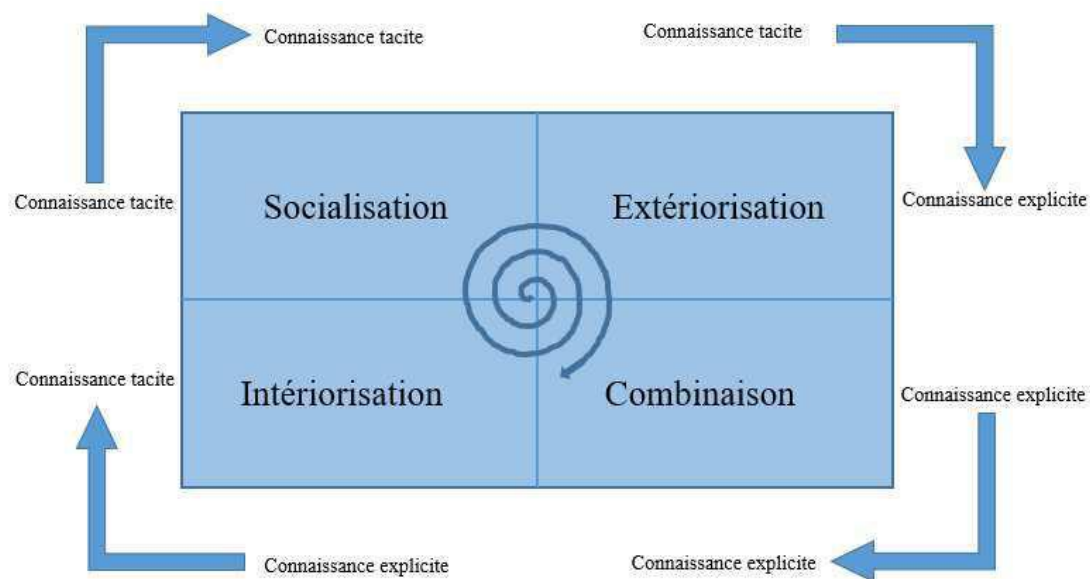 Connaissance tacite
Connaissance tacite
Connaissance tacite
Socialisation
Extériorisation
Connaissance explicite
Connaissance tacite
Intériorisation
Combinaison
Connaissance explicite
Connaissance explicite
Connaissance explicite